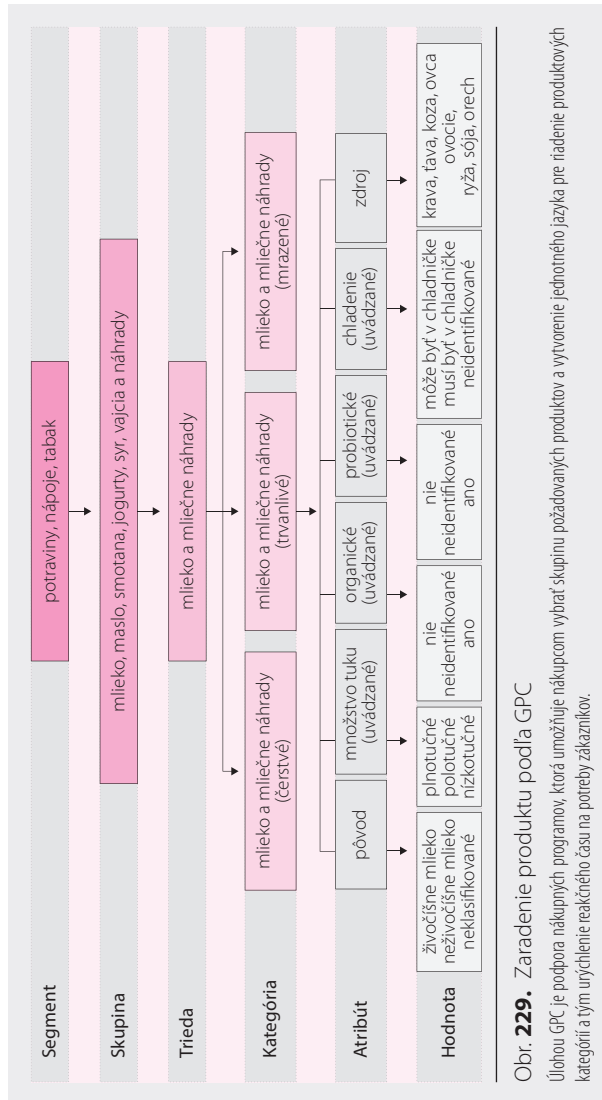 Segment
potraviny, nápoje, tabak
Skupina
mlieko, maslo, smotana, jogurty, syr, vajcia a náhrady
Trieda
mlieko a mliečne náhrady
Kategória
mlieko a mliečne náhrady
(čerstvé)
mlieko a mliečne náhrady
(trvanlivé)
mlieko a mliečne náhrady
(mrazené)
Atribút
pôvod
množstvo tuku
(uvádzané)
organické
(uvádzané)
probiotické
(uvádzané)
chladenie
(uvádzané)
zdroj
Hodnota
živočíšne mlieko
neživočíšne mlieko
neklasifikované
plnotučné
polotučné
nízkotučné
nie
neidentifikované
ano
nie
neidentifikované
ano
môže byť v chladničke
musí byť v chladničke
neidentifikované
krava, ťava, koza, ovca
ovocie,
ryža, sója, orech
Obr. 229. Zaradenie produktu podľa GPC
Úlohou GPC je podpora nákupných programov, ktorá umožňuje nákupcom vybrať skupinu požadovaných produktov a vytvorenie jednotného jazyka pre riadenie produktových
kategórií a tým urýchlenie reakčného času na potreby zákazníkov.